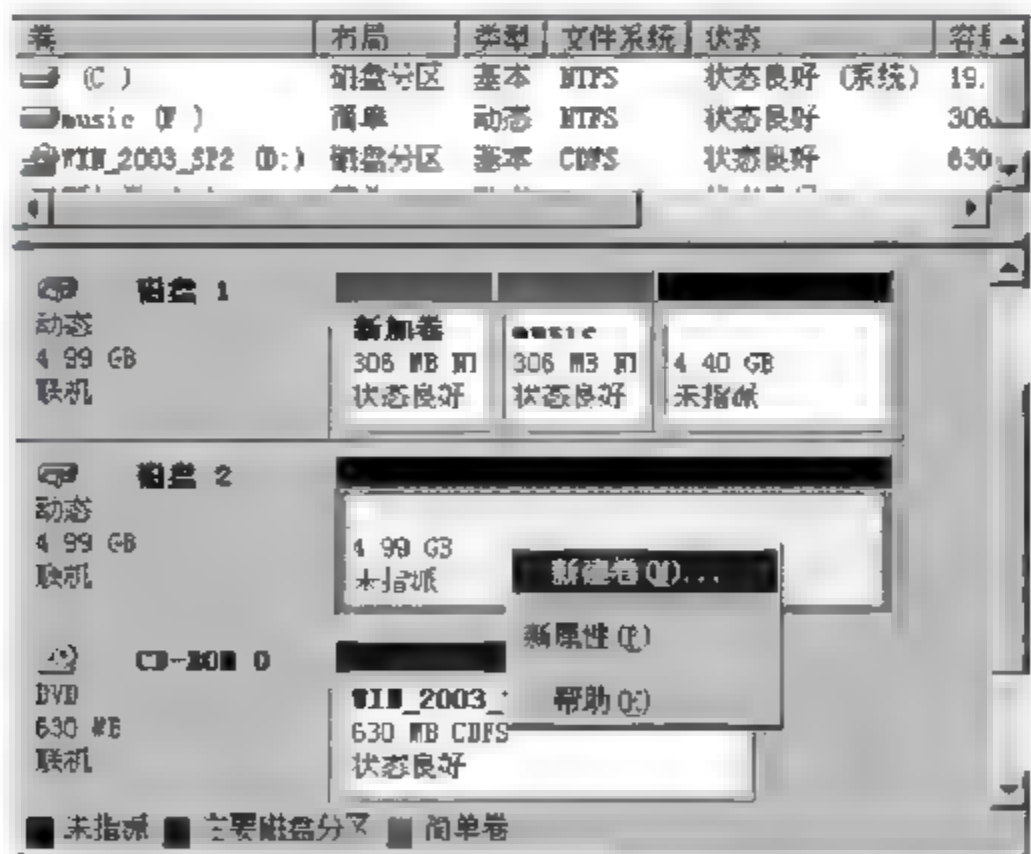 卷 布局 类型 文件系统 状态 容量
(C ) 磁盘分区 基本 NTFS 状态良好 (系统) 19.
music (F ) 简单 动态 NTFS 状态良好 306
WIN_2003_SP2 (D:) 磁盘分区 基本 CDFS 状态良好 630
磁盘 1
动态
4 99 GB
联机
新加卷
306 MB NT
状态良好
music
306 MB NT
状态良好
4 40 GB
未指派
磁盘 2
动态
4 99 GB
联机
4 99 GB
未指派
新建卷(N)...
属性(P)
帮助(H)
CD-ROM 0
DVD
630 MB
联机
WIN_2003_
630 MB CDFS
状态良好
未指派 主要磁盘分区 简单卷